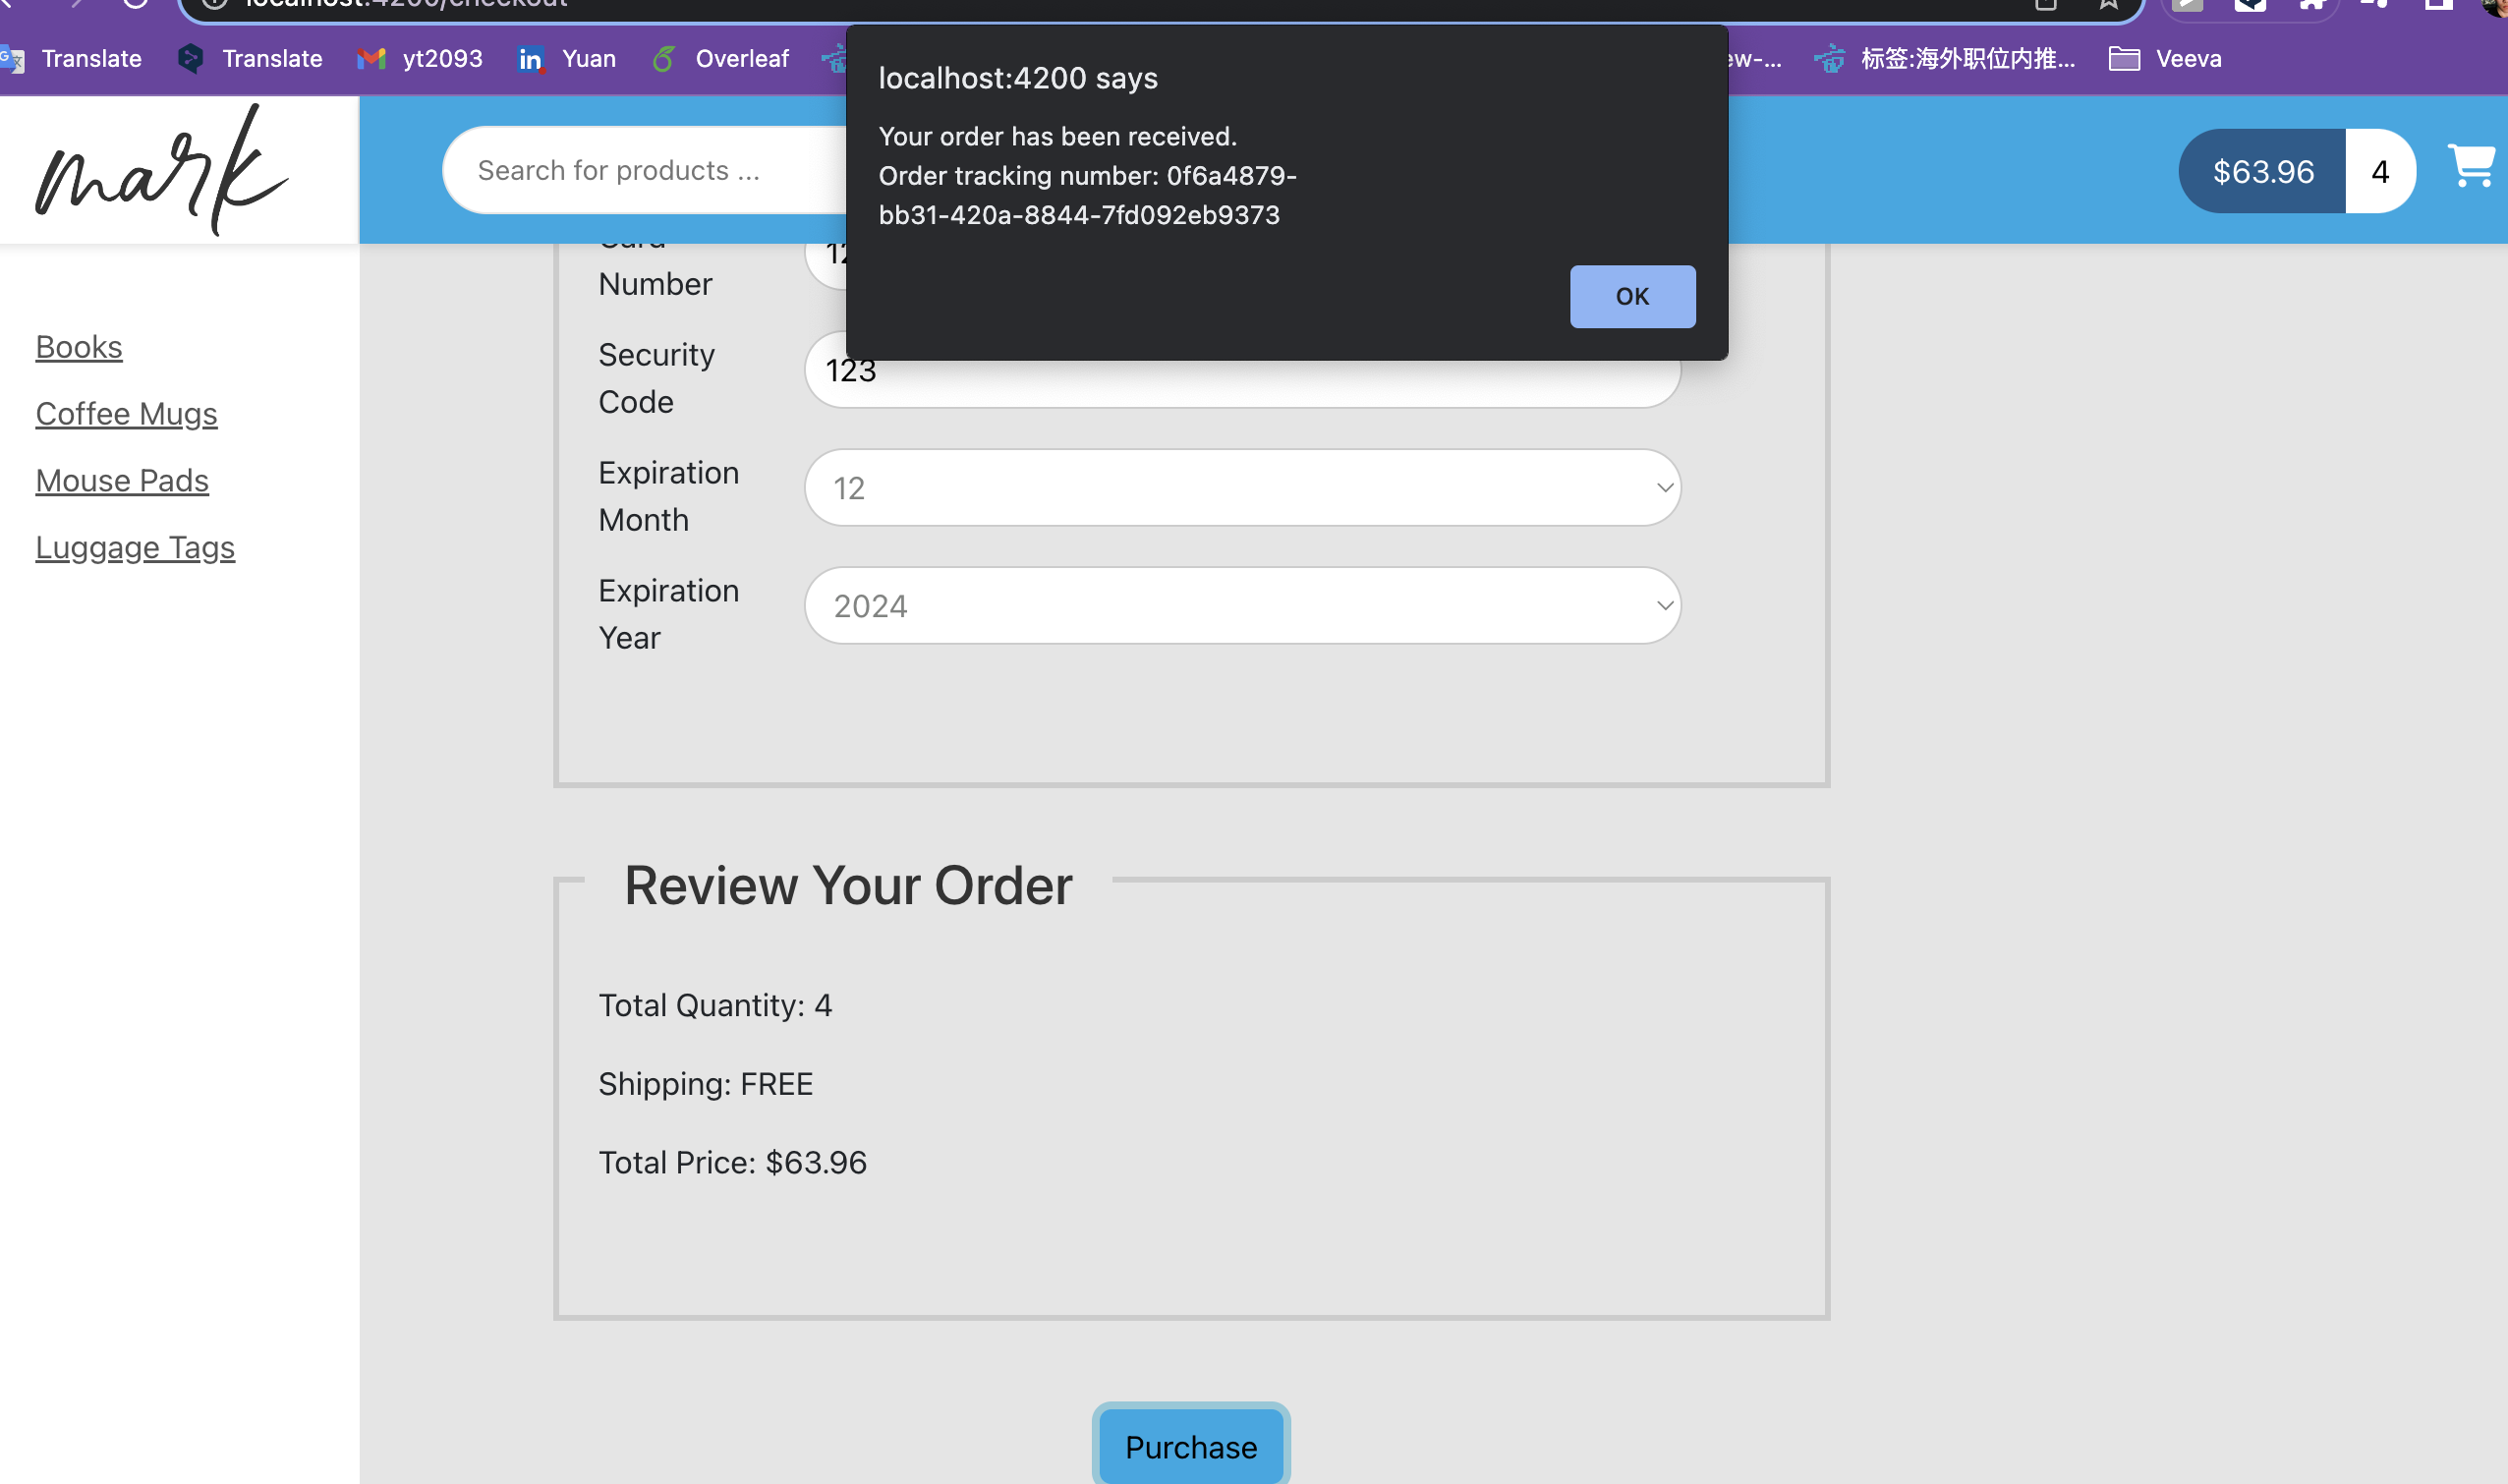 localhost:4200/checkout
Translate
Translate
yt2093
in
Yuan
Overleaf
标签:海外职位内推...
Veeva
localhost:4200 says
Your order has been received.
Order tracking number: 0f6a4879-
bb31-420a-8844-7fd092eb9373
OK
mark
Search for products ...
$63.96
4
Books
Coffee Mugs
Mouse Pads
Luggage Tags
Card
Number
Security
Code
123
Expiration
Month
12
Expiration
Year
2024
Review Your Order
Total Quantity: 4
Shipping: FREE
Total Price: $63.96
Purchase